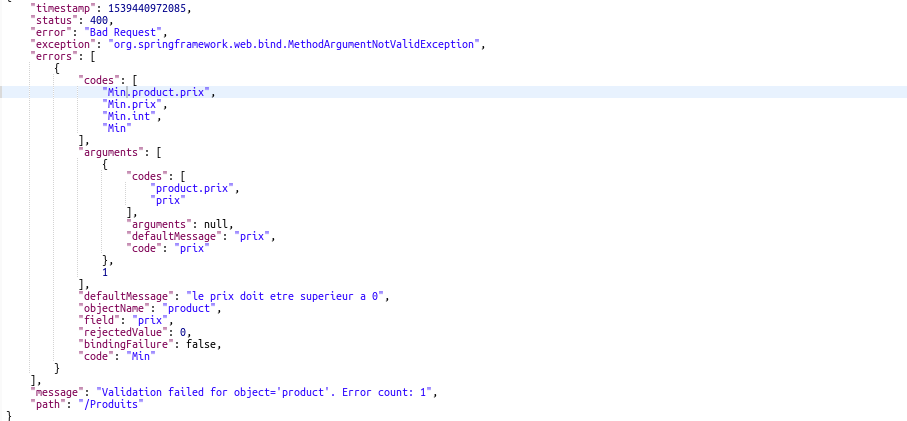 {
"timestamp": 1539440972085,
"status": 400,
"error": "Bad Request",
"exception": "org.springframework.web.bind.MethodArgumentNotValidException",
"errors": [
{
"codes": [
"Min.product.prix",
"Min.prix",
"Min.int",
"Min"
],
"arguments": [
{
"codes": [
"product.prix",
"prix"
],
"arguments": null,
"defaultMessage": "prix",
"code": "prix"
},
1
],
"defaultMessage": "le prix doit etre superieur a 0",
"objectName": "product",
"field": "prix",
"rejectedValue": 0,
"bindingFailure": false,
"code": "Min"
}
],
"message": "Validation failed for object='product'. Error count: 1",
"path": "/Produits"
}